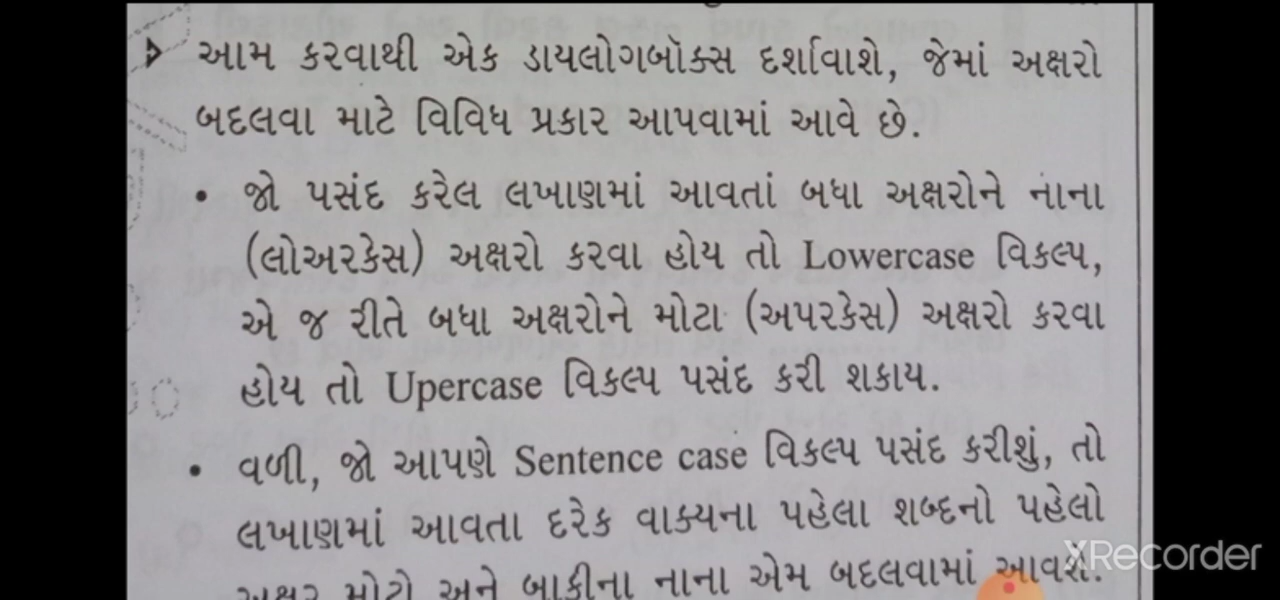 આમ કરવાથી એક ડાયલોગબૉક્સ દર્શાવાશે, જેમાં અક્ષરો
બદલવા માટે વિવિધ પ્રકાર આપવામાં આવે છે.
• જો પસંદ કરેલ લખાણમાં આવતાં બધા અક્ષરોને નાના
(લોઅરકેસ) અક્ષરો કરવા હોય તો Lowercase વિકલ્પ,
એ જ રીતે બધા અક્ષરોને મોટા (અપરકેસ) અક્ષરો કરવા
હોય તો Upercase વિકલ્પ પસંદ કરી શકાય.
• વળી, જો આપણે Sentence case વિકલ્પ પસંદ કરીશું, તો
લખાણમાં આવતા દરેક વાક્યના પહેલા શબ્દનો પહેલો
અક્ષર મોટો અને બાકીના નાના એમ બદલવામાં આવશે.
XRecorder